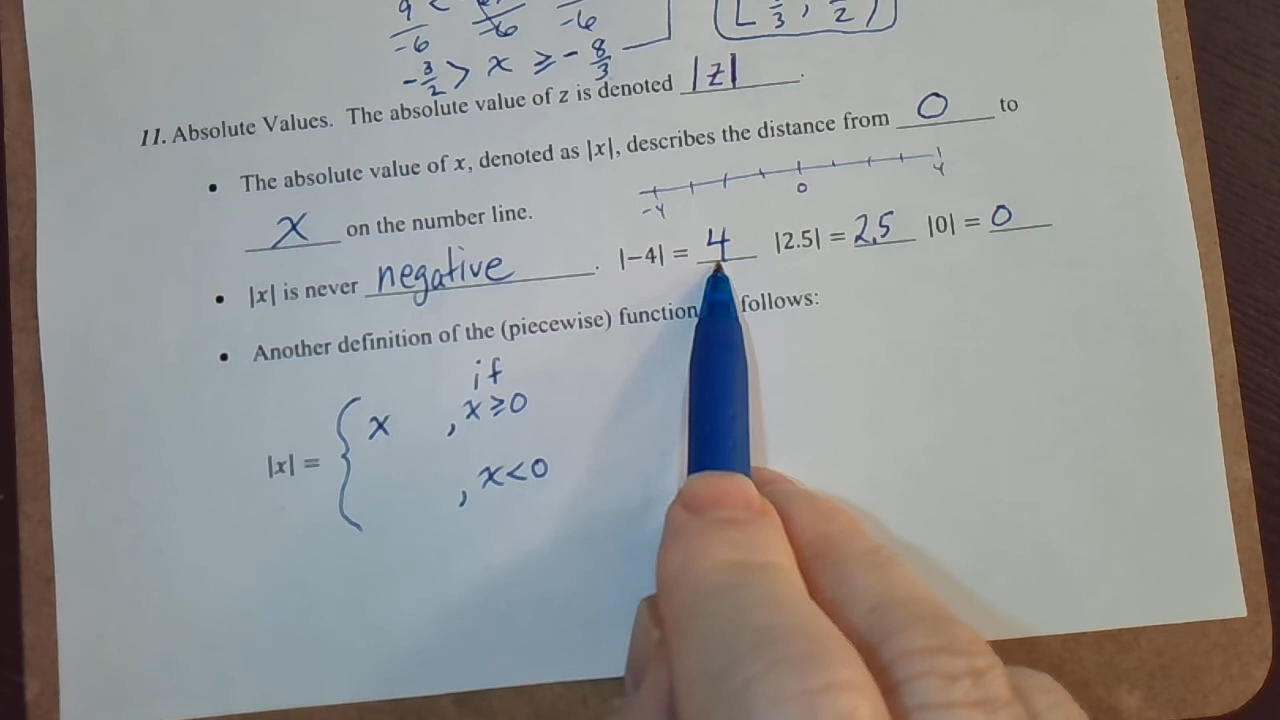 9 <
-6 -6 -6
-3/2 > x ≥ -8/3
11. Absolute Values. The absolute value of z is denoted |z|.
• The absolute value of x, denoted as |x|, describes the distance from 0 to
x on the number line.
-4 0 4
• |x| is never negative. |−4| = 4 |2.5| = 2.5 |0| = 0
• Another definition of the (piecewise) function follows:
if
|x| = { x , x ≥ 0
, x < 0